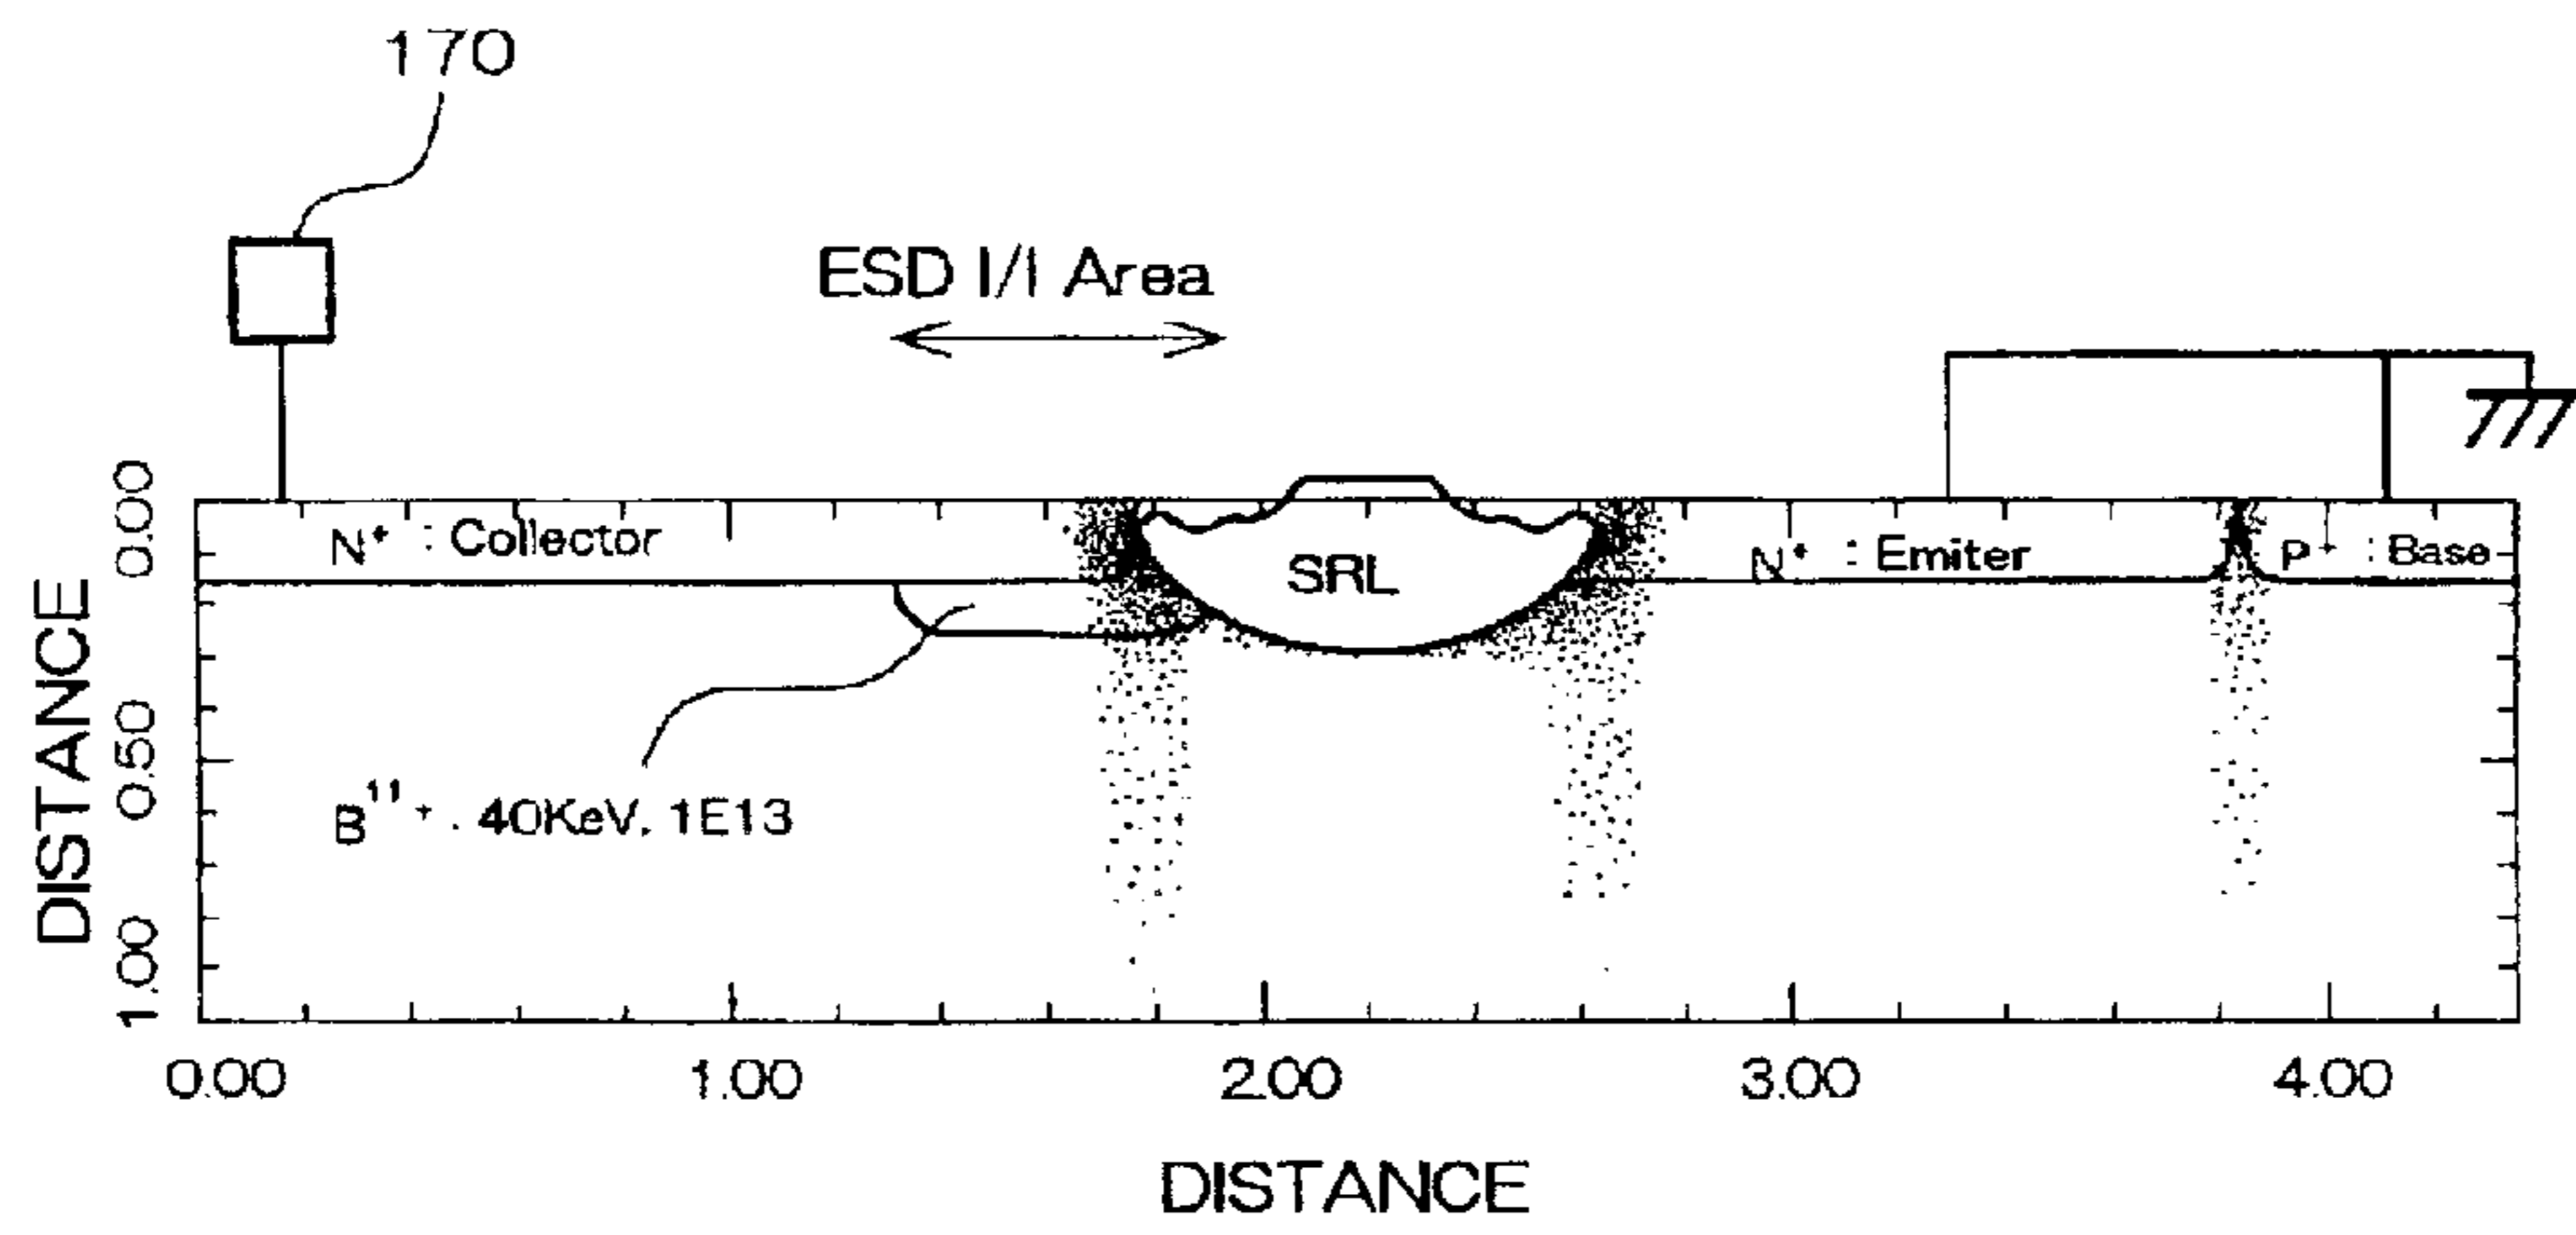 170
ESD I/I Area
N+ : Collector
SRL
N+ : Emiter
P+ : Base
B11+ . 40KeV. 1E13
DISTANCE
0.00
0.50
1.00
0.00
1.00
2.00
3.00
4.00
DISTANCE